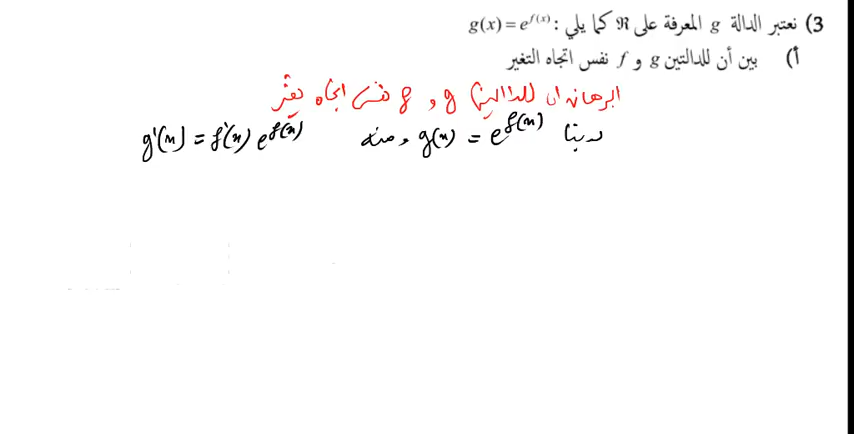 3) نعتبر الدالة g المعرفة على ℜ كما يلي : g(x) = e^{f(x)}
أ) بين أن للدالتين g و f نفس اتجاه التغير
البرهان ان للدالتين g و f نفس اتجاه تغير
لدينا g(x) = e^{f(x)} ومنه g'(x) = f'(x) e^{f(x)}